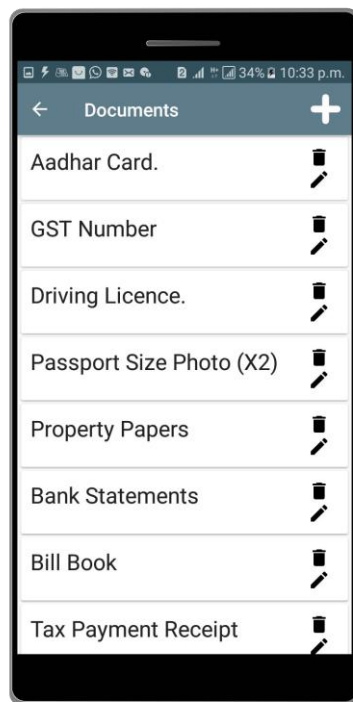 34% 10:33 p.m.
Documents
Aadhar Card.
GST Number
Driving Licence.
Passport Size Photo (X2)
Property Papers
Bank Statements
Bill Book
Tax Payment Receipt